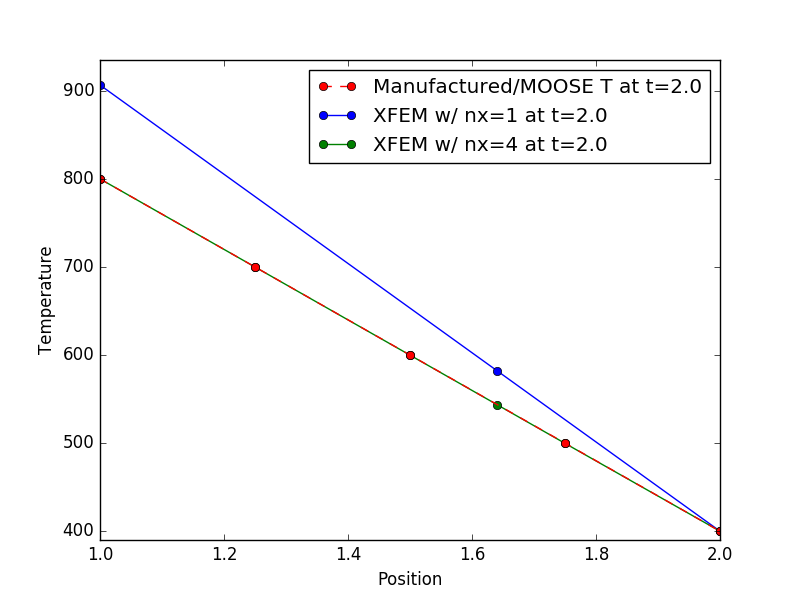 Manufactured/MOOSE T at t=2.0
XFEM w/ nx=1 at t=2.0
XFEM w/ nx=4 at t=2.0
Temperature
900
800
700
600
500
400
1.0 1.2 1.4 1.6 1.8 2.0
Position